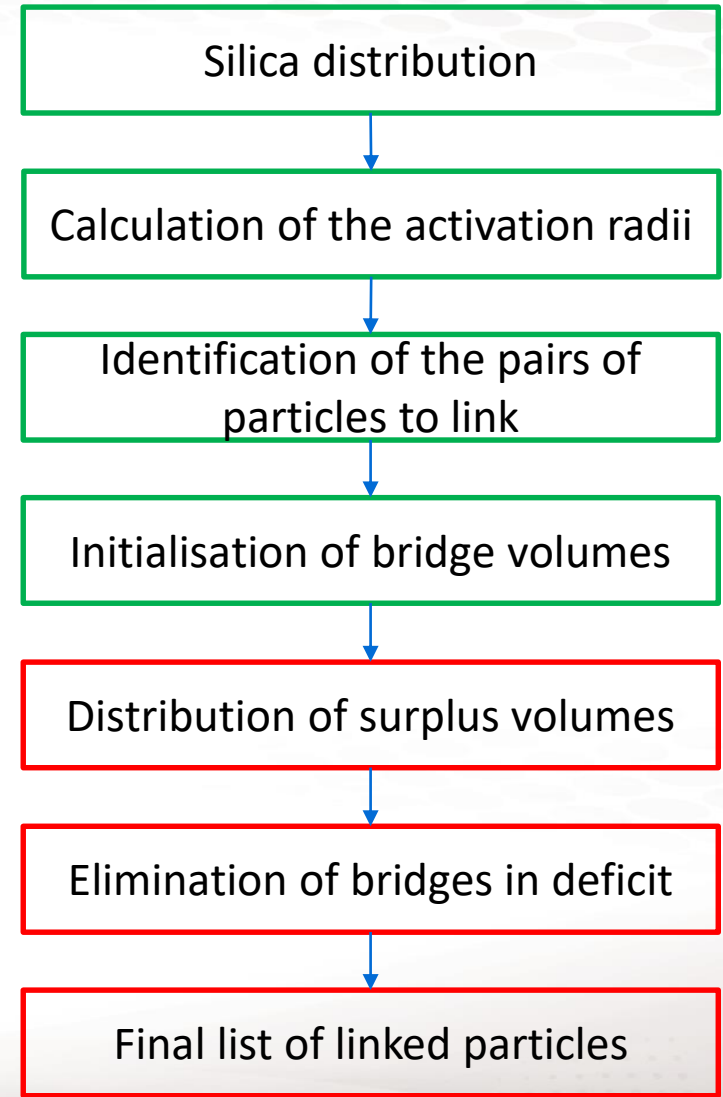 Silica distribution
Calculation of the activation radii
Identification of the pairs of
particles to link
Initialisation of bridge volumes
Distribution of surplus volumes
Elimination of bridges in deficit
Final list of linked particles